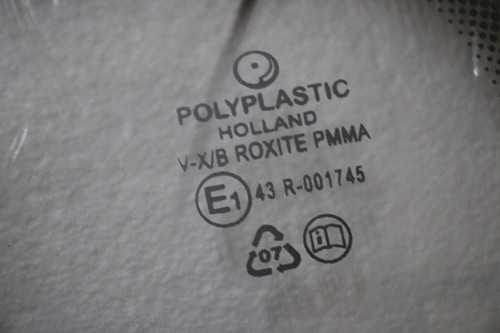 POLYPLASTIC
HOLLAND
V-X/B ROXITE PMMA
E1 43 R-001745
07 i